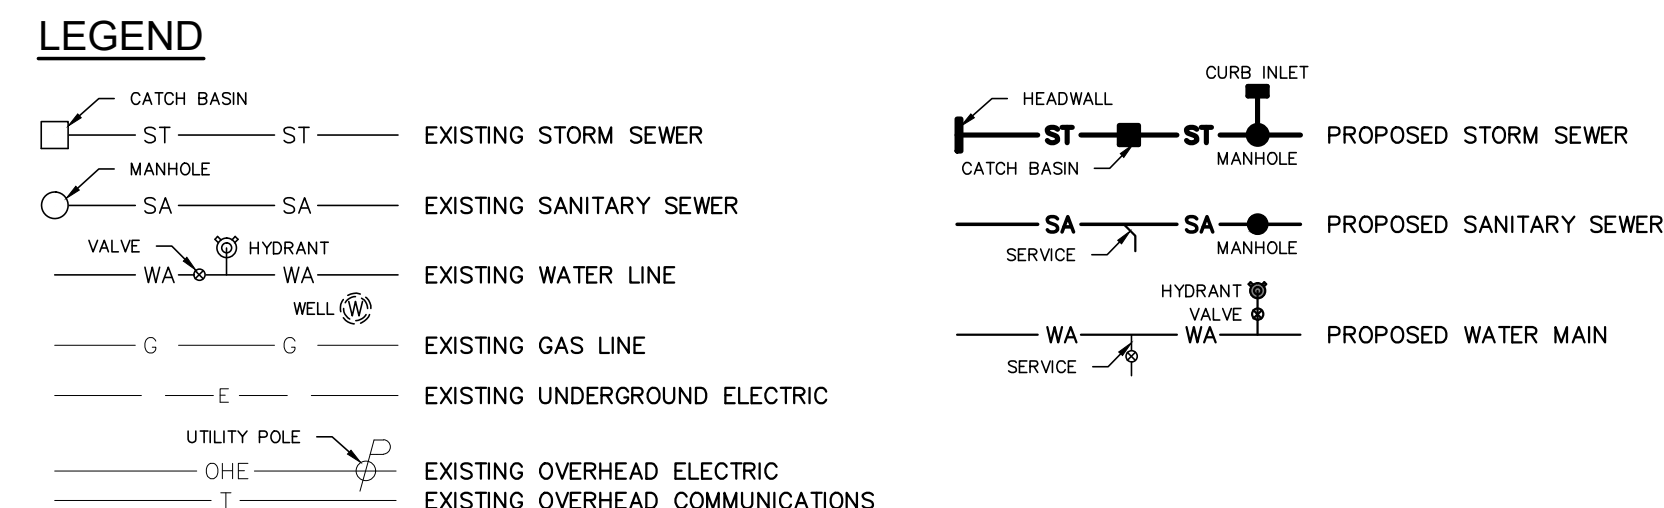 LEGEND
CATCH BASIN
ST ST EXISTING STORM SEWER
MANHOLE
SA SA EXISTING SANITARY SEWER
VALVE HYDRANT
WA WA EXISTING WATER LINE
WELL W
G G EXISTING GAS LINE
E EXISTING UNDERGROUND ELECTRIC
UTILITY POLE
OHE EXISTING OVERHEAD ELECTRIC
T EXISTING OVERHEAD COMMUNICATIONS
CURB INLET
HEADWALL
ST ST PROPOSED STORM SEWER
MANHOLE
CATCH BASIN
SA SA PROPOSED SANITARY SEWER
MANHOLE
SERVICE
HYDRANT
VALVE
WA WA PROPOSED WATER MAIN
SERVICE